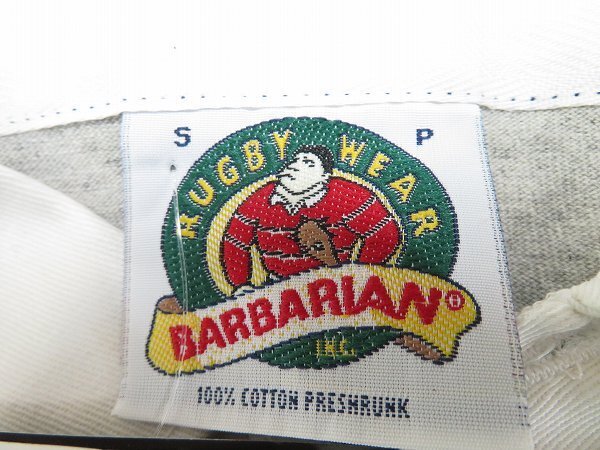 S P
RUGBY WEAR
BARBARIAN®
INC.
100% COTTON PRESHRUNK